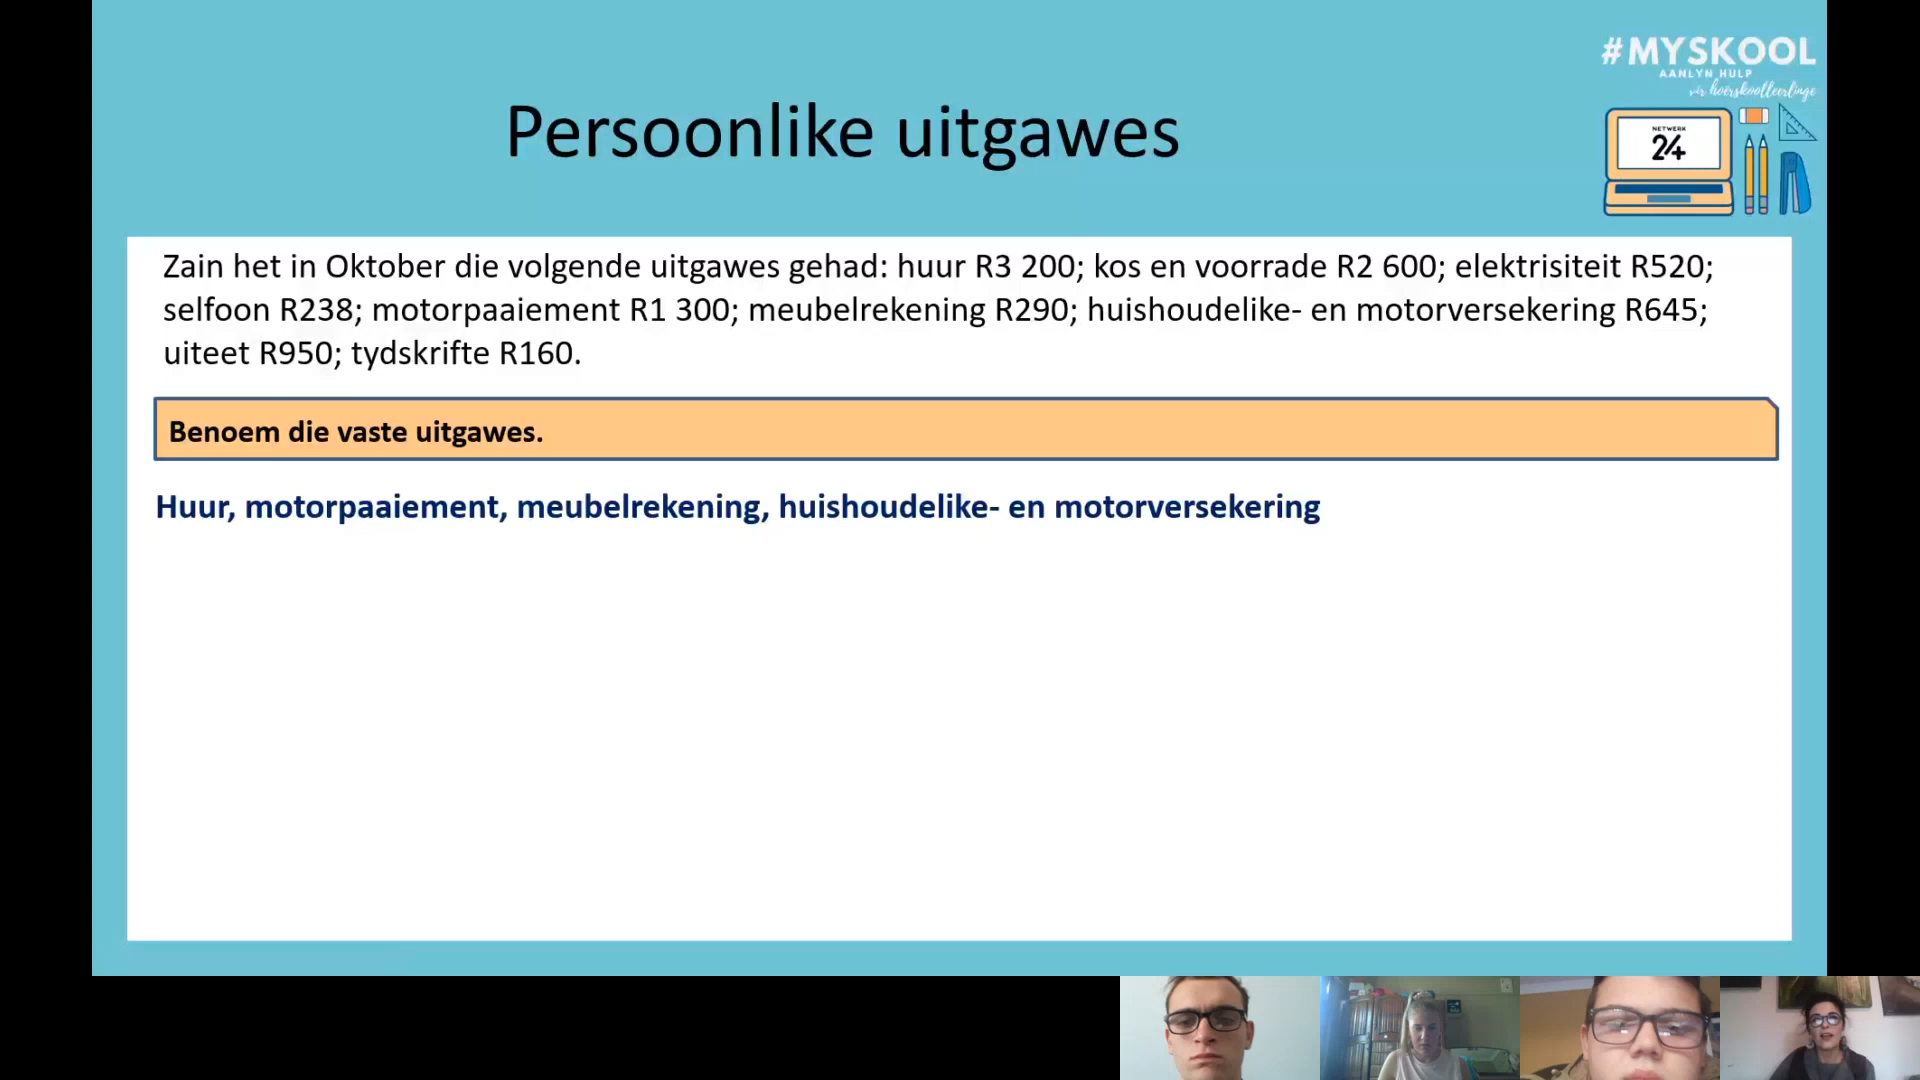 #MYSKOOL
AANLYN HULP
vir hoërskoolleerlinge
NETWERK
24
Persoonlike uitgawes
Zain het in Oktober die volgende uitgawes gehad: huur R3 200; kos en voorrade R2 600; elektrisiteit R520;
selfoon R238; motorpaaiement R1 300; meubelrekening R290; huishoudelike- en motorversekering R645;
uiteet R950; tydskrifte R160.
Benoem die vaste uitgawes.
Huur, motorpaaiement, meubelrekening, huishoudelike- en motorversekering